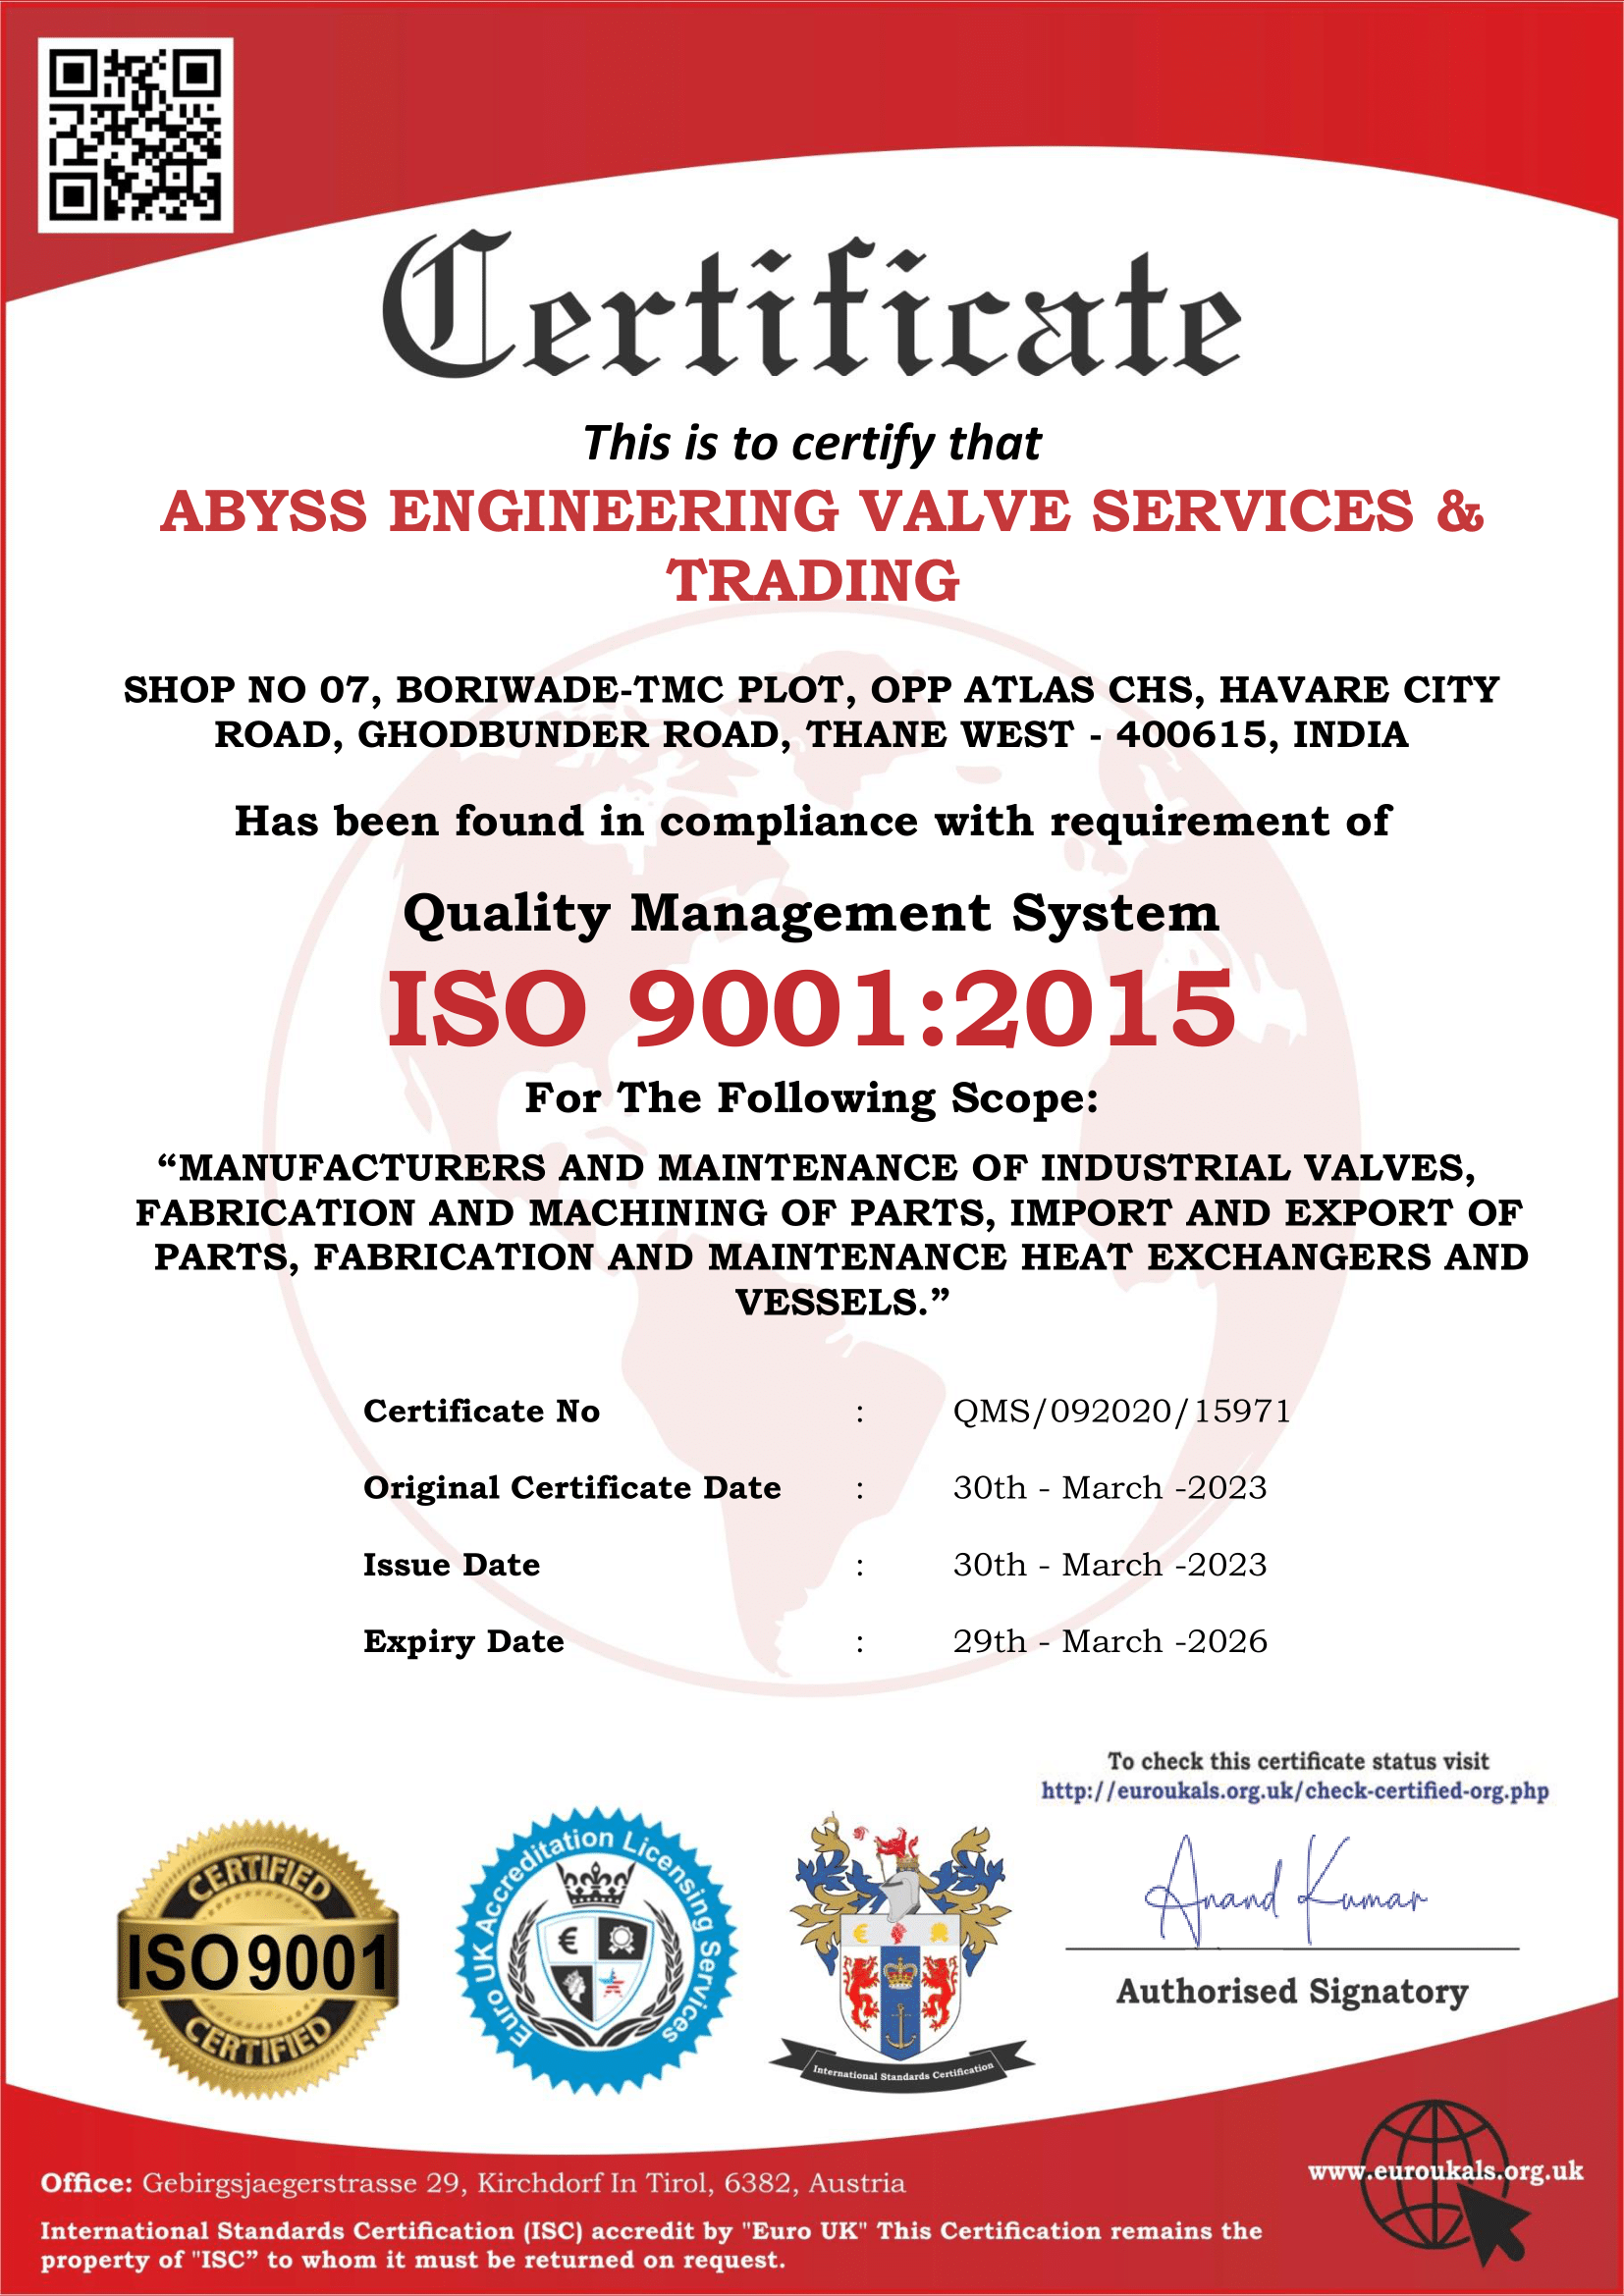 Certificate
This is to certify that
ABYSS ENGINEERING VALVE SERVICES &
TRADING
SHOP NO 07, BORIWADE-TMC PLOT, OPP ATLAS CHS, HAVARE CITY
ROAD, GHODBUNDER ROAD, THANE WEST - 400615, INDIA
Has been found in compliance with requirement of
Quality Management System
ISO 9001:2015
For The Following Scope:
“MANUFACTURERS AND MAINTENANCE OF INDUSTRIAL VALVES,
FABRICATION AND MACHINING OF PARTS, IMPORT AND EXPORT OF
PARTS, FABRICATION AND MAINTENANCE HEAT EXCHANGERS AND
VESSELS.”
Certificate No : QMS/092020/15971
Original Certificate Date : 30th - March -2023
Issue Date : 30th - March -2023
Expiry Date : 29th - March -2026
To check this certificate status visit
http://euroukals.org.uk/check-certified-org.php
CERTIFIED
ISO 9001
CERTIFIED
Euro UK Accreditation Licensing Services
International Standards Certification
Anand Kumar
Authorised Signatory
www.euroukals.org.uk
Office: Gebirgsjaegerstrasse 29, Kirchdorf In Tirol, 6382, Austria
International Standards Certification (ISC) accredit by "Euro UK" This Certification remains the
property of "ISC” to whom it must be returned on request.